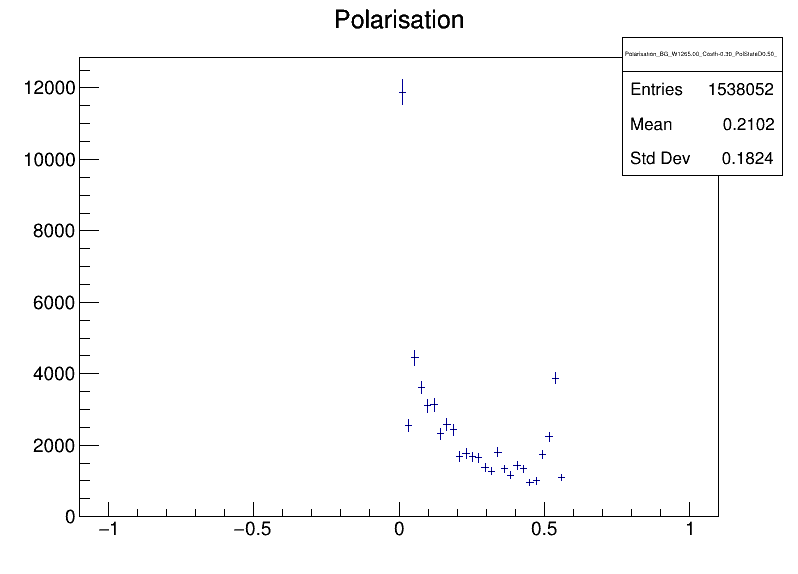 Polarisation
Polarisation_BG_W1265.00_Costh-0.30_PolStateD0.50_
Entries 1538052
Mean 0.2102
Std Dev 0.1824
12000
10000
8000
6000
4000
2000
0
−1 −0.5 0 0.5 1